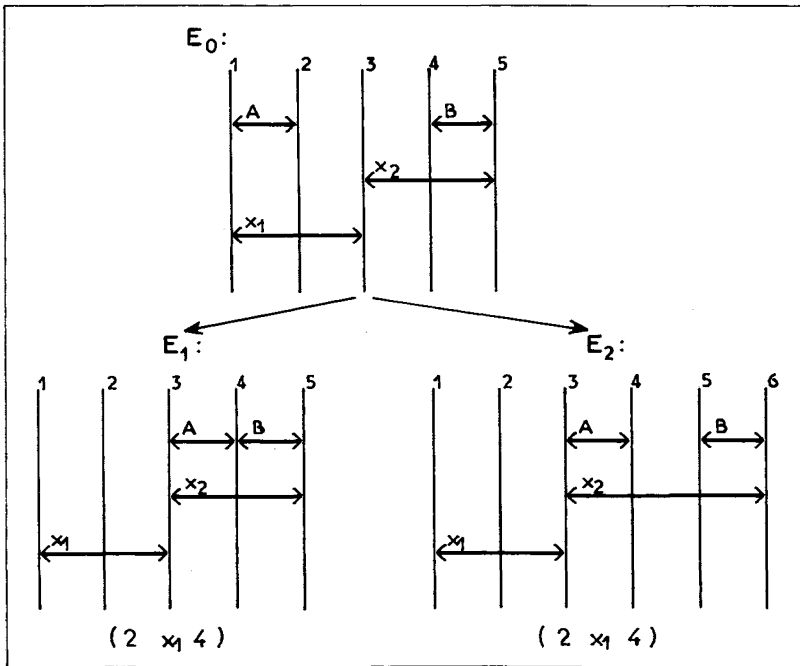 E₀:
1 2 3 4 5
A B
x₂
x₁
E₁: E₂:
1 2 3 4 5 1 2 3 4 5 6
A B A B
x₂ x₂
x₁ x₁
(2 x₁ 4) (2 x₁ 4)